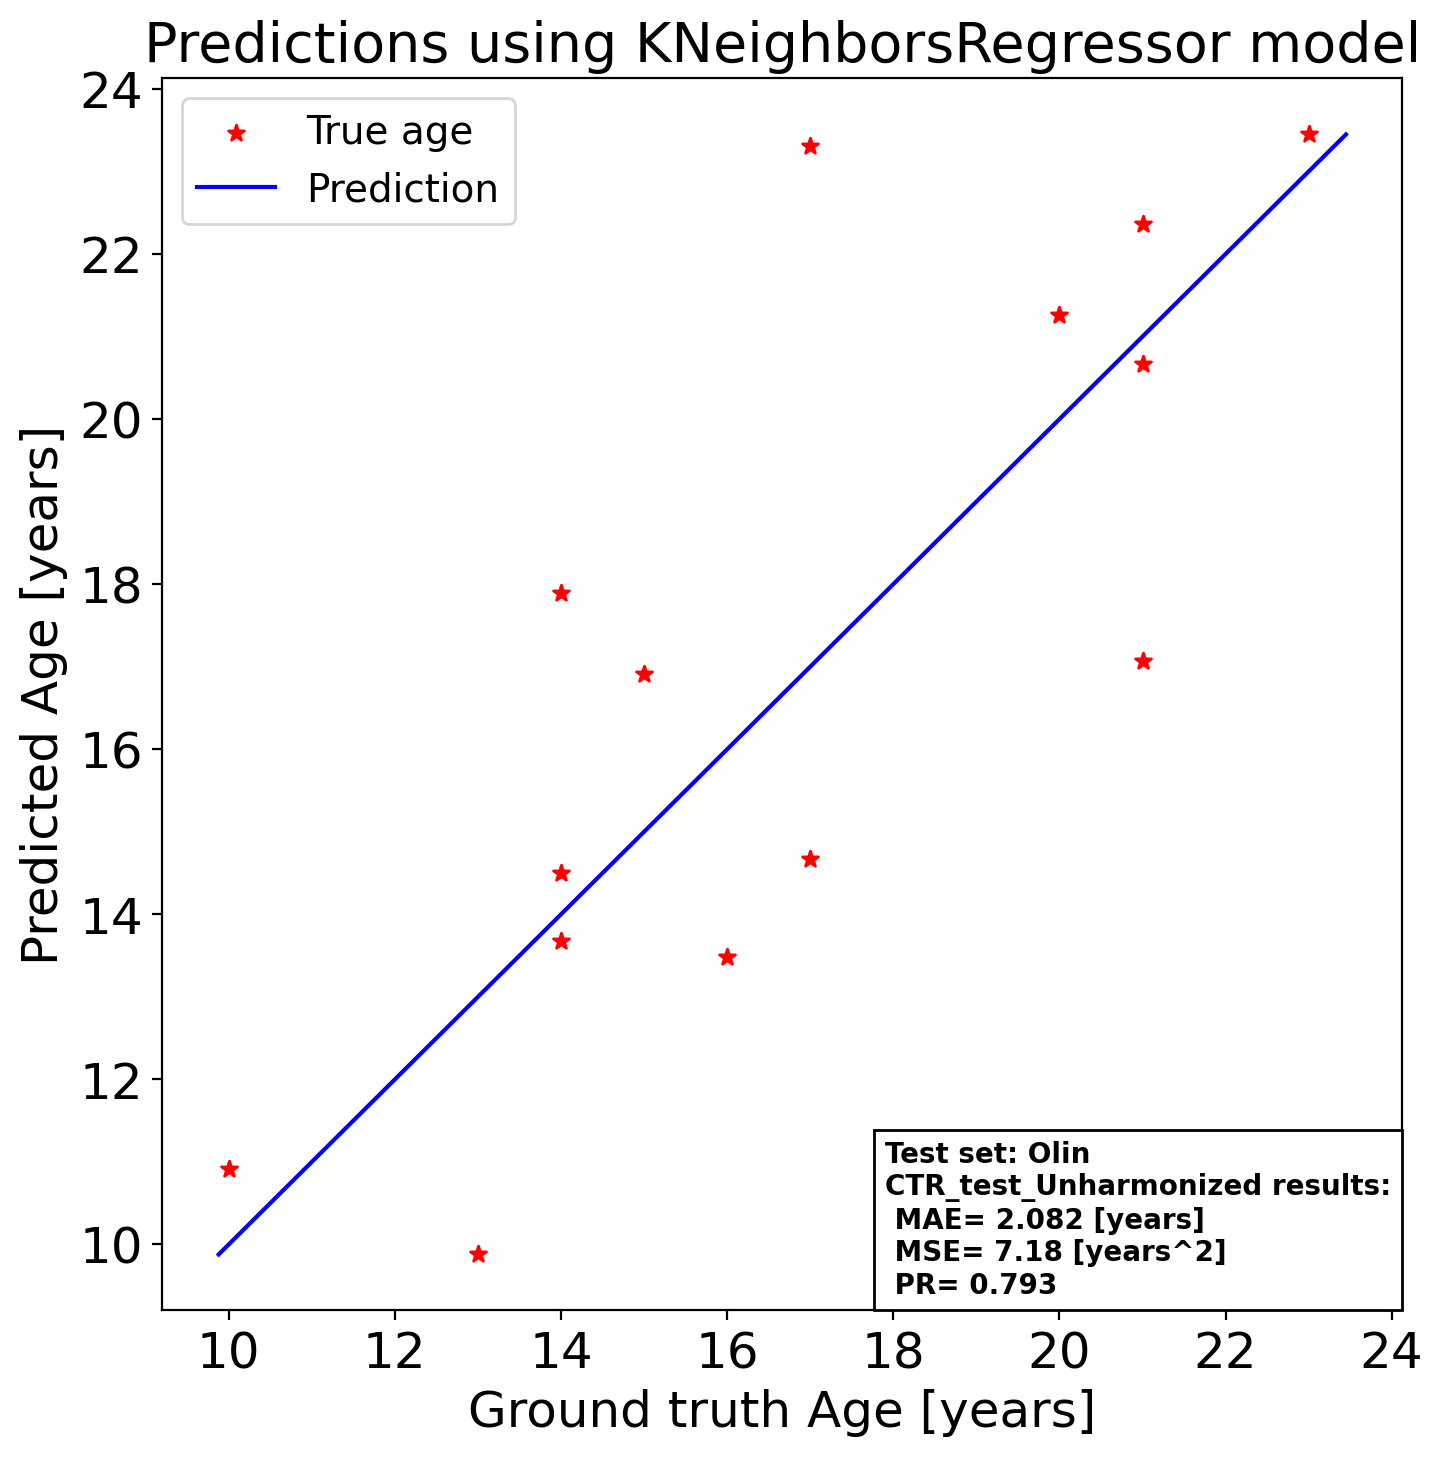 Predictions using KNeighborsRegressor model
True age
Prediction
Predicted Age [years]
24
22
20
18
16
14
12
10
10 12 14 16 18 20 22 24
Ground truth Age [years]
Test set: Olin
CTR_test_Unharmonized results:
MAE= 2.082 [years]
MSE= 7.18 [years^2]
PR= 0.793